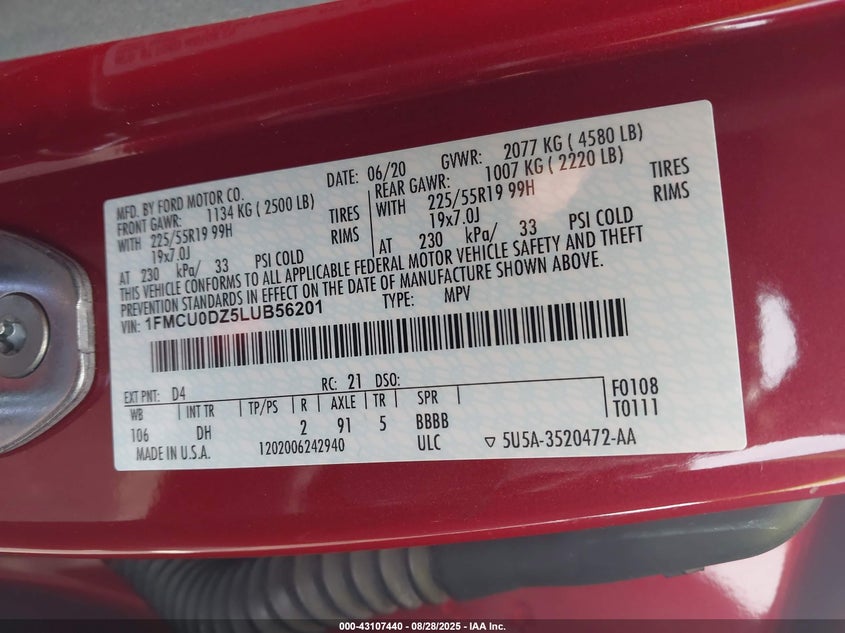 MFD. BY FORD MOTOR CO.
DATE: 06/20 GVWR: 2077 KG ( 4580 LB)
FRONT GAWR: 1134 KG ( 2500 LB)
REAR GAWR: 1007 KG ( 2220 LB)
WITH 225/55R19 99H TIRES
WITH 225/55R19 99H TIRES
19x7.0J RIMS
19x7.0J RIMS
AT 230 kPa/ 33 PSI COLD
AT 230 kPa/ 33 PSI COLD
THIS VEHICLE CONFORMS TO ALL APPLICABLE FEDERAL MOTOR VEHICLE SAFETY AND THEFT
PREVENTION STANDARDS IN EFFECT ON THE DATE OF MANUFACTURE SHOWN ABOVE.
VIN: 1FMCU0DZ5LUB56201 TYPE: MPV
EXT PNT: D4 RC: 21 DSO:
WB INT TR TP/PS R AXLE TR SPR
106 DH 2 91 5 BBBB
F0108
T0111
MADE IN U.S.A. 1202006242940 ULC ▽ 5U5A-3520472-AA
000-43107440 - 08/28/2025 - IAA Inc.